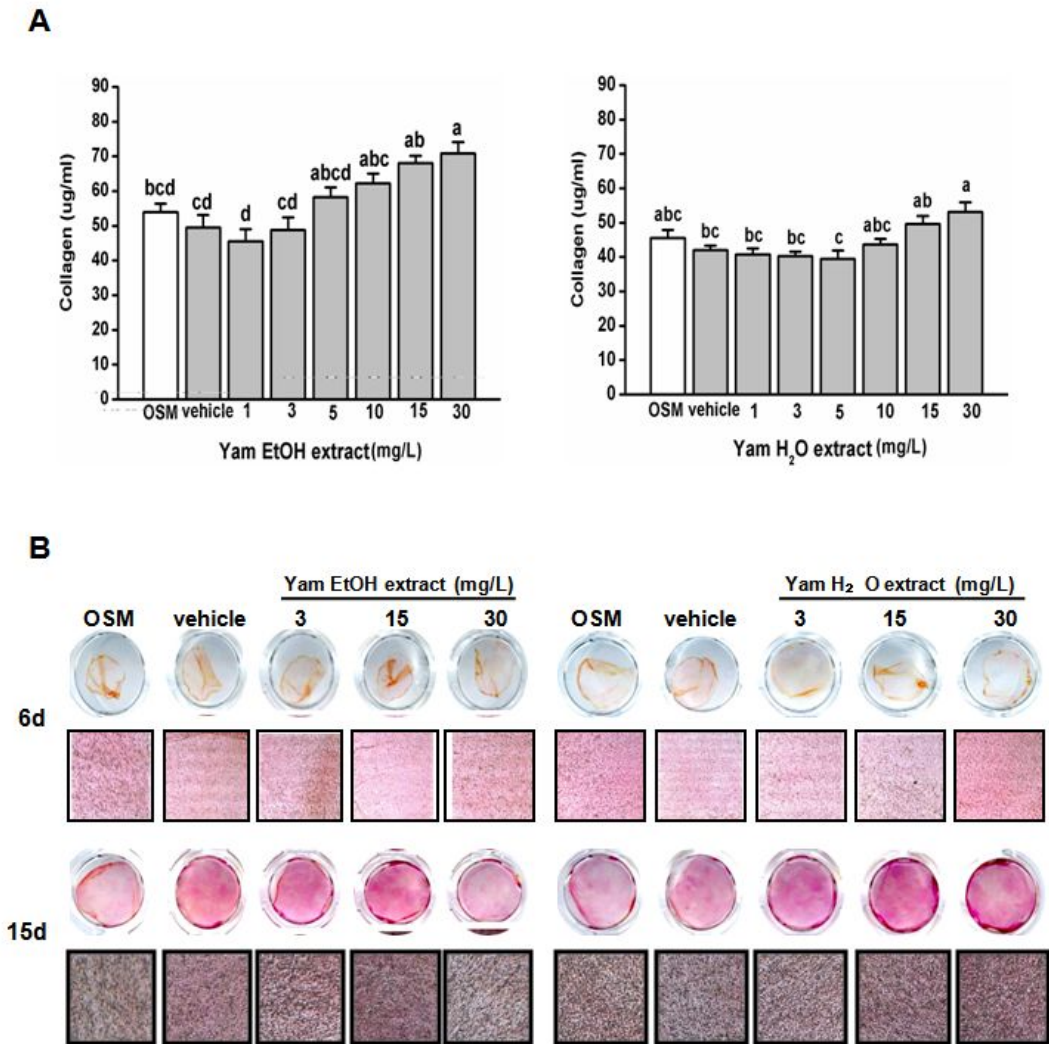 A
90
80
70
60
50
40
30
20
10
0
Collagen (ug/ml)
bcd cd d cd abcd abc ab a
OSM vehicle 1 3 5 10 15 30
Yam EtOH extract(mg/L)
90
80
70
60
50
40
30
20
10
0
Collagen (ug/ml)
abc bc bc bc c abc ab a
OSM vehicle 1 3 5 10 15 30
Yam H₂O extract (mg/L)
B
Yam EtOH extract (mg/L) Yam H₂ O extract (mg/L)
OSM vehicle 3 15 30 OSM vehicle 3 15 30
6d
15d